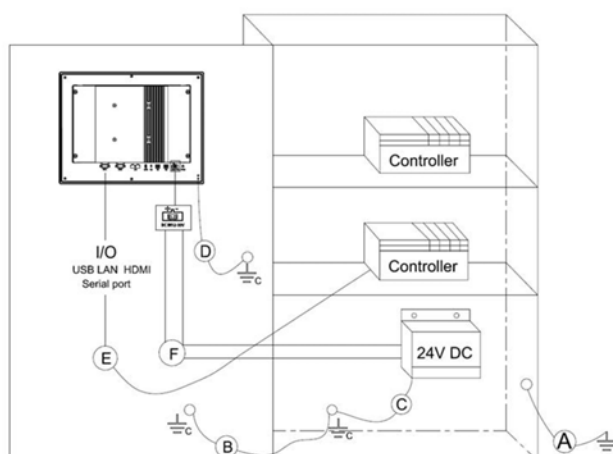 Controller
Controller
I/O
USB LAN HDMI
Serial port
24V DC
D
C
E
F
C
B
C
C
A